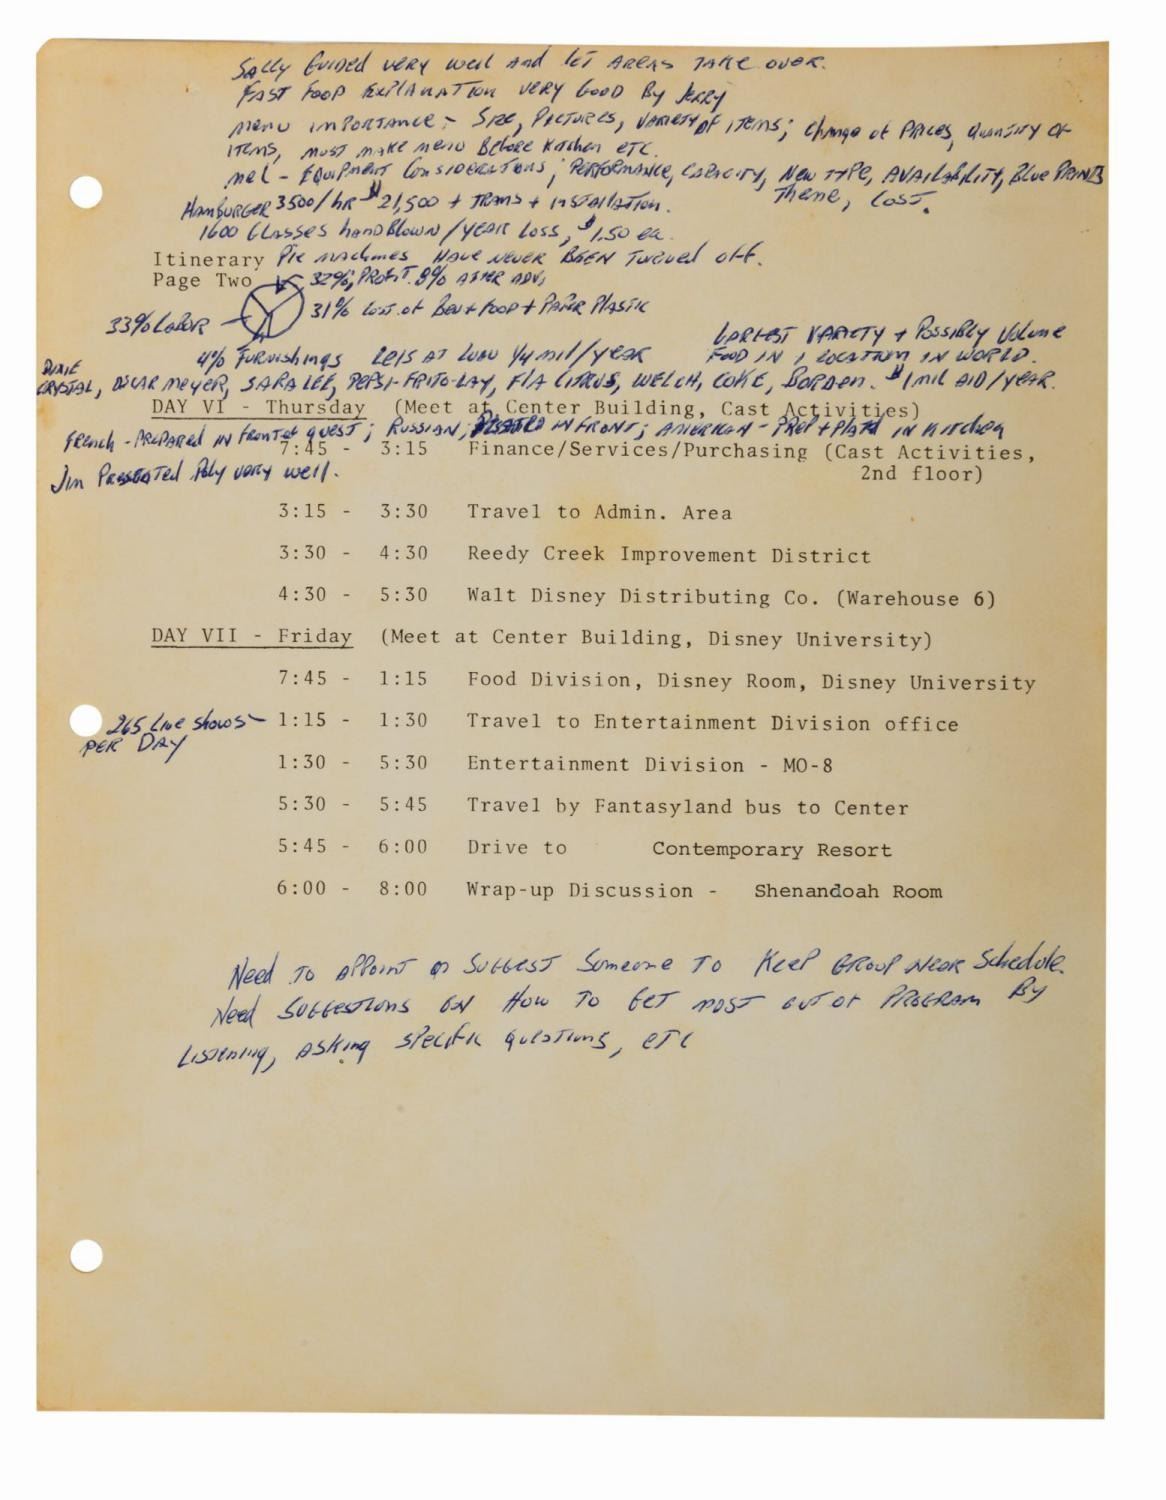 Sally Guided very well and let areas take over.
Fast Food Explanation very Good By Jerry
Menu importance - Size, Pictures, Variety of items; change of Prices, Quantity of
items, must make menu Before Kitchen etc.
Mel - Equipment Considerations; Performance, Capacity, New Type, Availability, Blue Prints
Theme, Cost.
Hamburger 3500/hr $21,500 + Trans + installation.
1600 Glasses handBlown/year loss, $1.50 ea.
Itinerary Pie machines Have never Been Turned off.
Page Two 32%; Profit. 8% after adv,
31% Cost of Bev + Food + Paper Plastic
33% Labor
Largest Variety + Possibly Volume
4% Furnishings at 1/4 mil/year Food in 1 Location in World.
Dixie
Crystal, Oscar Meyer, Sara Lee, Pepsi-Frito-Lay, Fla Citrus, Welch, Coke, Borden. $1 mil aid/year.
DAY VI - Thursday (Meet at Center Building, Cast Activities)
French - Prepared in Front of guest; Russian; in Front; American - Prep + Plated in Kitchen
7:45 - 3:15 Finance/Services/Purchasing (Cast Activities,
2nd floor)
Jim Presented Poly very well.
3:15 - 3:30 Travel to Admin. Area
3:30 - 4:30 Reedy Creek Improvement District
4:30 - 5:30 Walt Disney Distributing Co. (Warehouse 6)
DAY VII - Friday (Meet at Center Building, Disney University)
7:45 - 1:15 Food Division, Disney Room, Disney University
265 Live shows - 1:15 - 1:30 Travel to Entertainment Division office
PER DAY
1:30 - 5:30 Entertainment Division - MO-8
5:30 - 5:45 Travel by Fantasyland bus to Center
5:45 - 6:00 Drive to Contemporary Resort
6:00 - 8:00 Wrap-up Discussion - Shenandoah Room
Need to appoint or Suggest Someone to Keep Group near Schedule.
Need Suggestions on How to Get most out of Program By
Listening, asking specific questions, etc